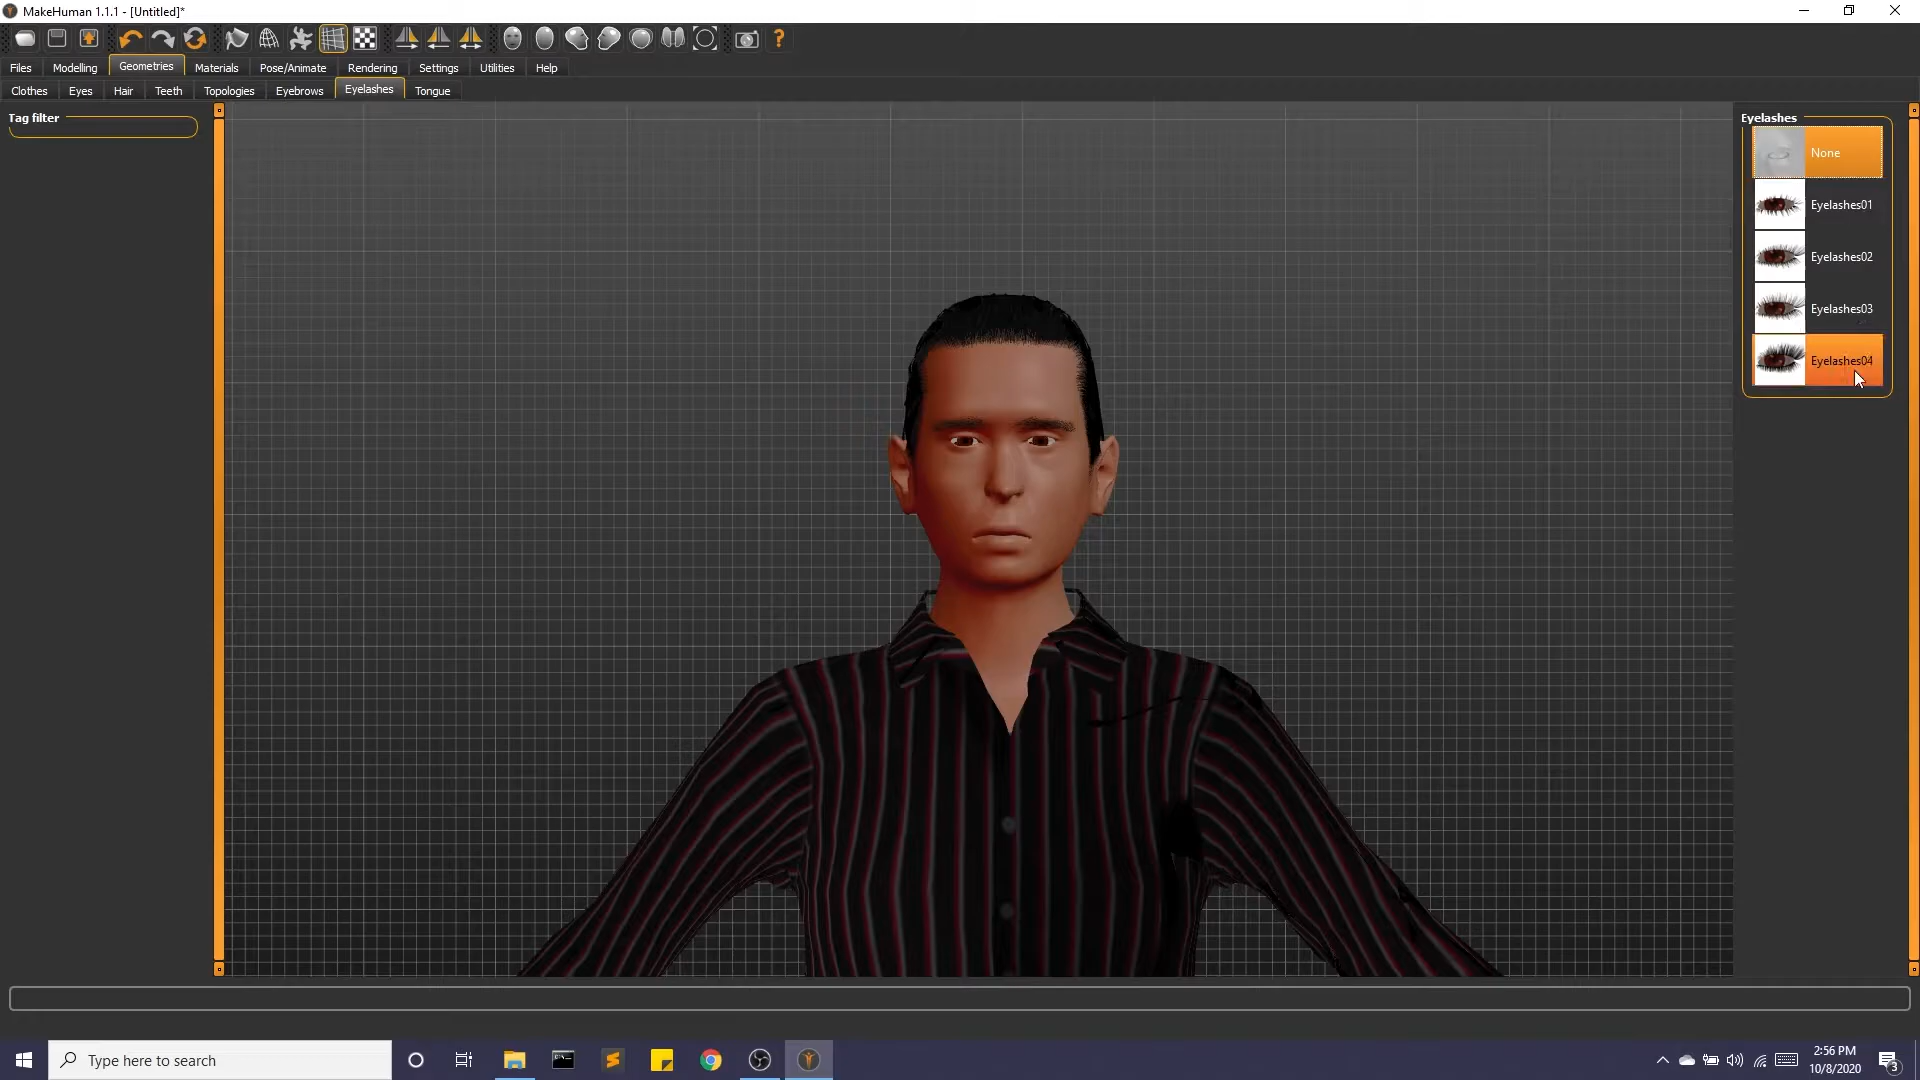 MakeHuman 1.1.1 - [Untitled]*
Files Modelling Geometries Materials Pose/Animate Rendering Settings Utilities Help
Clothes Eyes Hair Teeth Topologies Eyebrows Eyelashes Tongue
Tag filter
Eyelashes
None
Eyelashes01
Eyelashes02
Eyelashes03
Eyelashes04
Type here to search
2:56 PM
10/8/2020
3